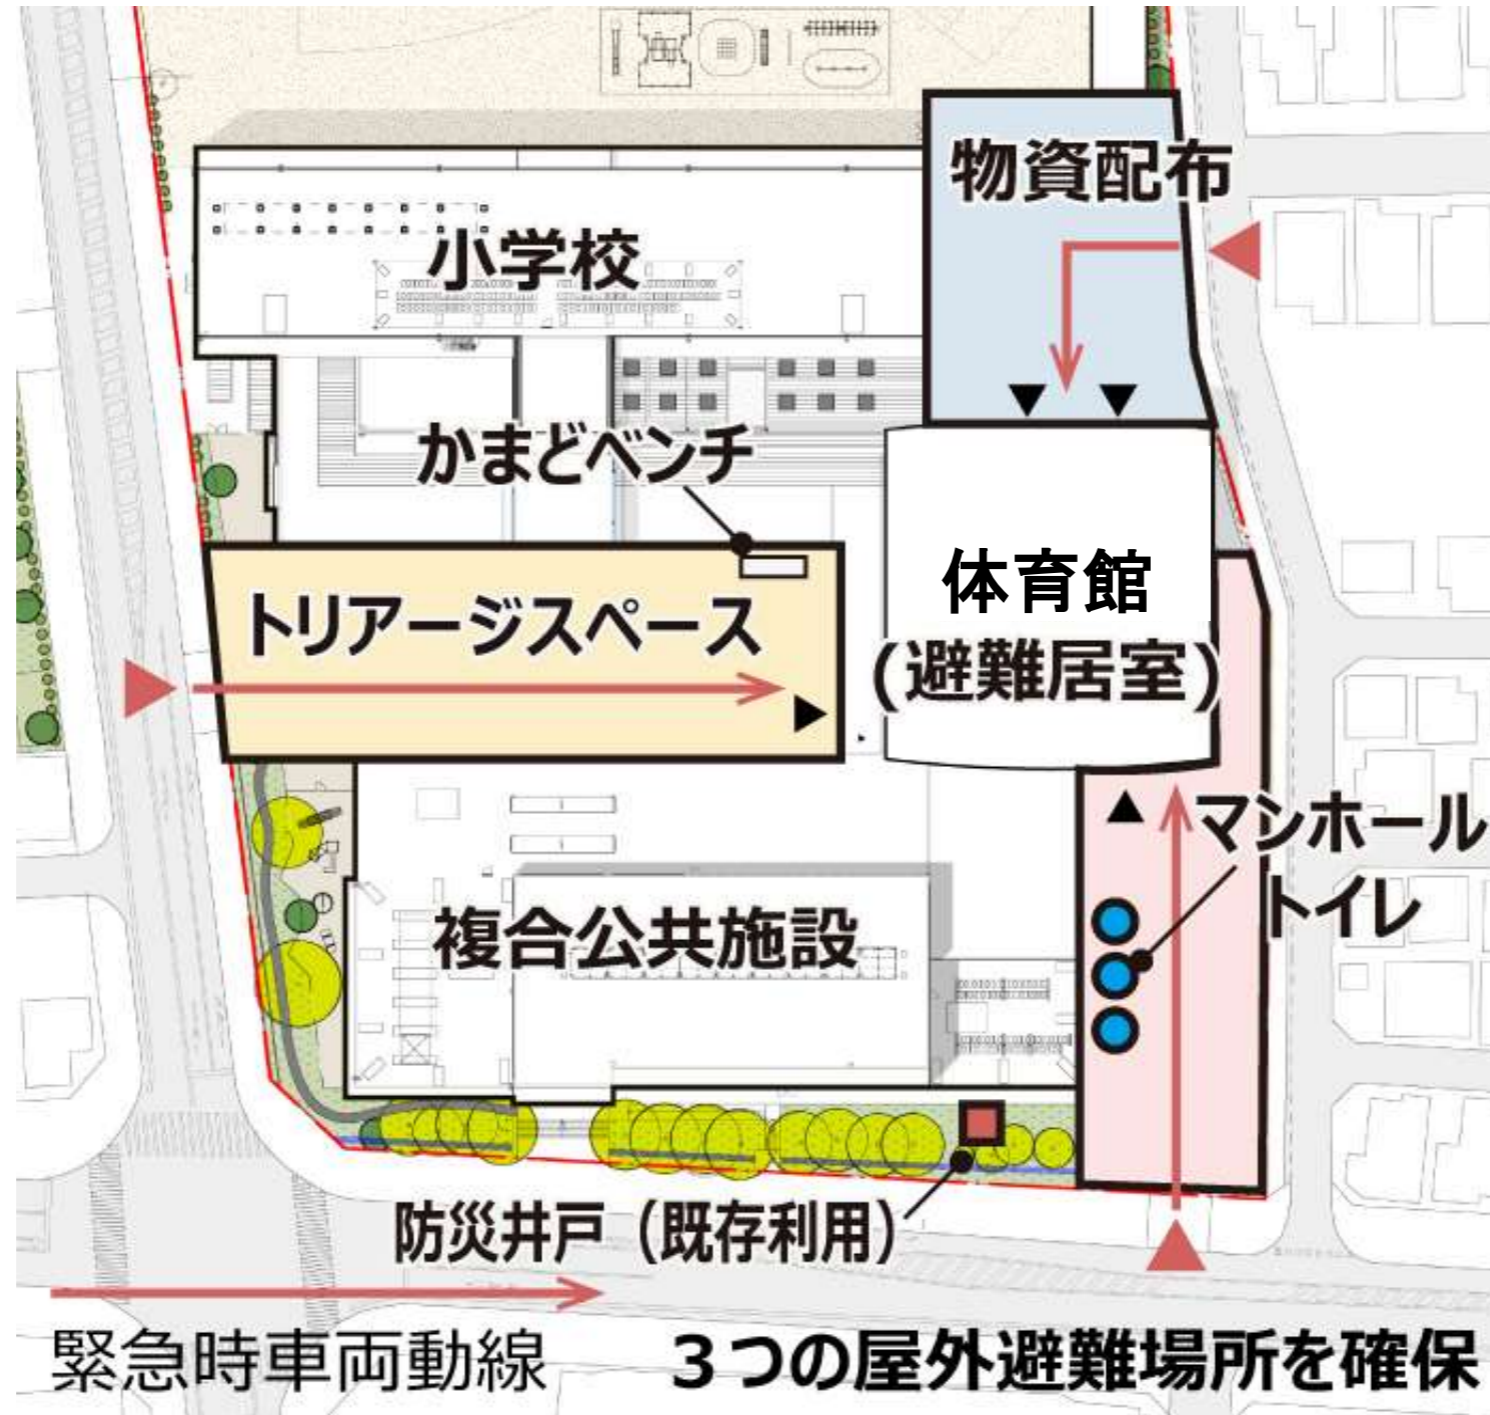 物資配布
小学校
かまどベンチ
体育館
(避難居室)
トリアージスペース
マンホール
トイレ
複合公共施設
防災井戸（既存利用）
緊急時車両動線
３つの屋外避難場所を確保